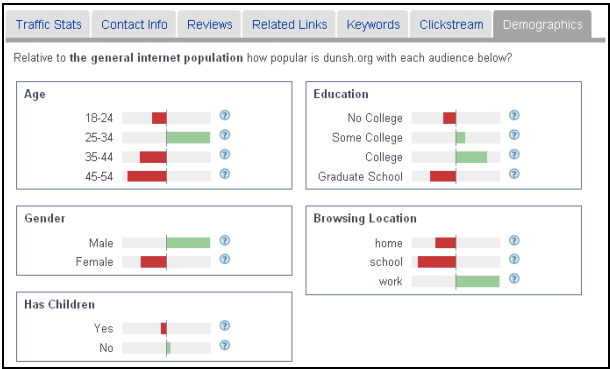 Traffic Stats Contact Info Reviews Related Links Keywords Clickstream Demographics
Relative to the general internet population how popular is dunsh.org with each audience below?
Age
18-24
25-34
35-44
45-54
Education
No College
Some College
College
Graduate School
Gender
Male
Female
Browsing Location
home
school
work
Has Children
Yes
No